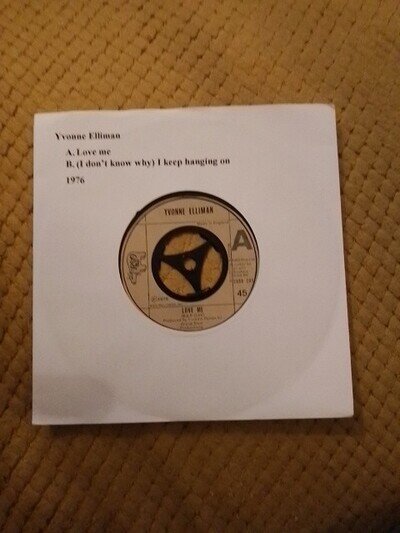 Yvonne Elliman
A. Love me
B. (I don't know why) I keep hanging on
1976
YVONNE ELLIMAN
A
45
LOVE ME